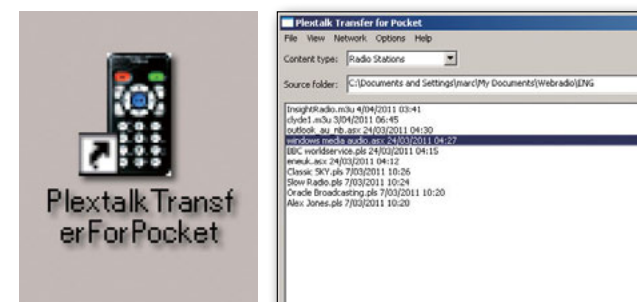 Plextalk Transf
erForPocket
Plextalk Transfer for Pocket
File View Network Options Help
Content type: Radio Stations
Source folder: C:\Documents and Settings\marc\My Documents\Webradio\ENG
InsightRadio.m3u 4/04/2011 03:41
clyde1.m3u 3/04/2011 06:45
outlook_au_nb.asx 24/03/2011 04:30
windows media audio.asx 24/03/2011 04:27
BBC worldservice.pls 24/03/2011 04:15
eneuk.asx 24/03/2011 04:12
Classic SKY.pls 7/03/2011 10:26
Slow Radio.pls 7/03/2011 10:24
Oracle Broadcasting.pls 7/03/2011 10:20
Alex Jones.pls 7/03/2011 10:20